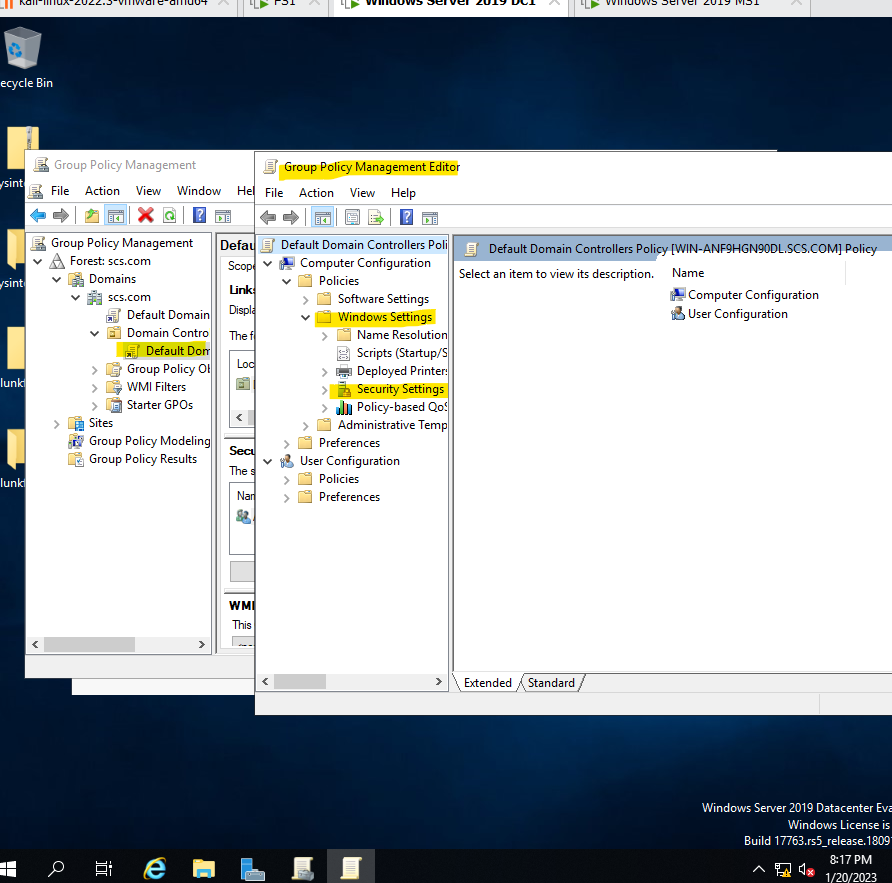 kali-linux-2022.3-vmware-amd64
FS1
Windows Server 2019 DC1
Windows Server 2019 MS1
ecycle Bin
ysint
ysint
lunkf
lunkf
Group Policy Management
File Action View Window Hel
Group Policy Management
Forest: scs.com
Domains
scs.com
Default Domain
Domain Contro
Default Dom
Group Policy Ob
WMI Filters
Starter GPOs
Sites
Group Policy Modeling
Group Policy Results
Defau
Scope
Links
Displa
The f
Loc
Secu
The s
Nam
WMI
This
Group Policy Management Editor
File Action View Help
Default Domain Controllers Poli
Computer Configuration
Policies
Software Settings
Windows Settings
Name Resolution
Scripts (Startup/S
Deployed Printers
Security Settings
Policy-based QoS
Administrative Temp
Preferences
User Configuration
Policies
Preferences
Default Domain Controllers Policy [WIN-ANF9HGN90DL.SCS.COM] Policy
Select an item to view its description.
Name
Computer Configuration
User Configuration
Extended Standard
Windows Server 2019 Datacenter Eva
Windows License is
Build 17763.rs5_release.1809
8:17 PM
1/20/2023